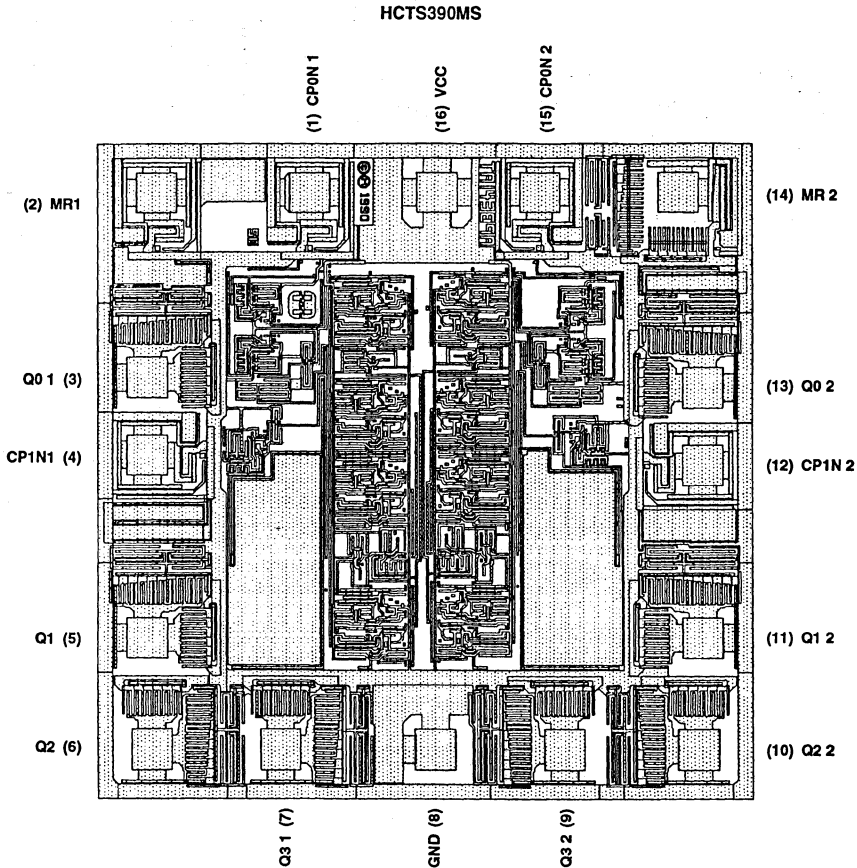 HCTS390MS
(1) CP0N 1
(16) VCC
(15) CP0N 2
(2) MR1
(14) MR 2
Q0 1 (3)
(13) Q0 2
CP1N1 (4)
(12) CP1N 2
Q1 (5)
(11) Q1 2
Q2 (6)
(10) Q2 2
Q3 1 (7)
GND (8)
Q3 2 (9)
1990